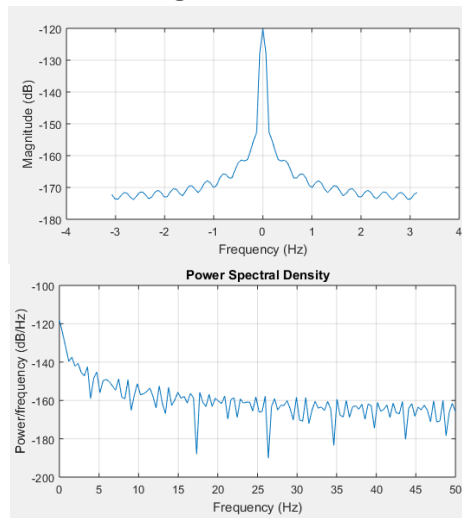 -120
-130
-140
-150
-160
-170
-180
Magnitude (dB)
-4 -3 -2 -1 0 1 2 3 4
Frequency (Hz)
Power Spectral Density
-100
-120
-140
-160
-180
-200
Power/frequency (dB/Hz)
0 5 10 15 20 25 30 35 40 45 50
Frequency (Hz)